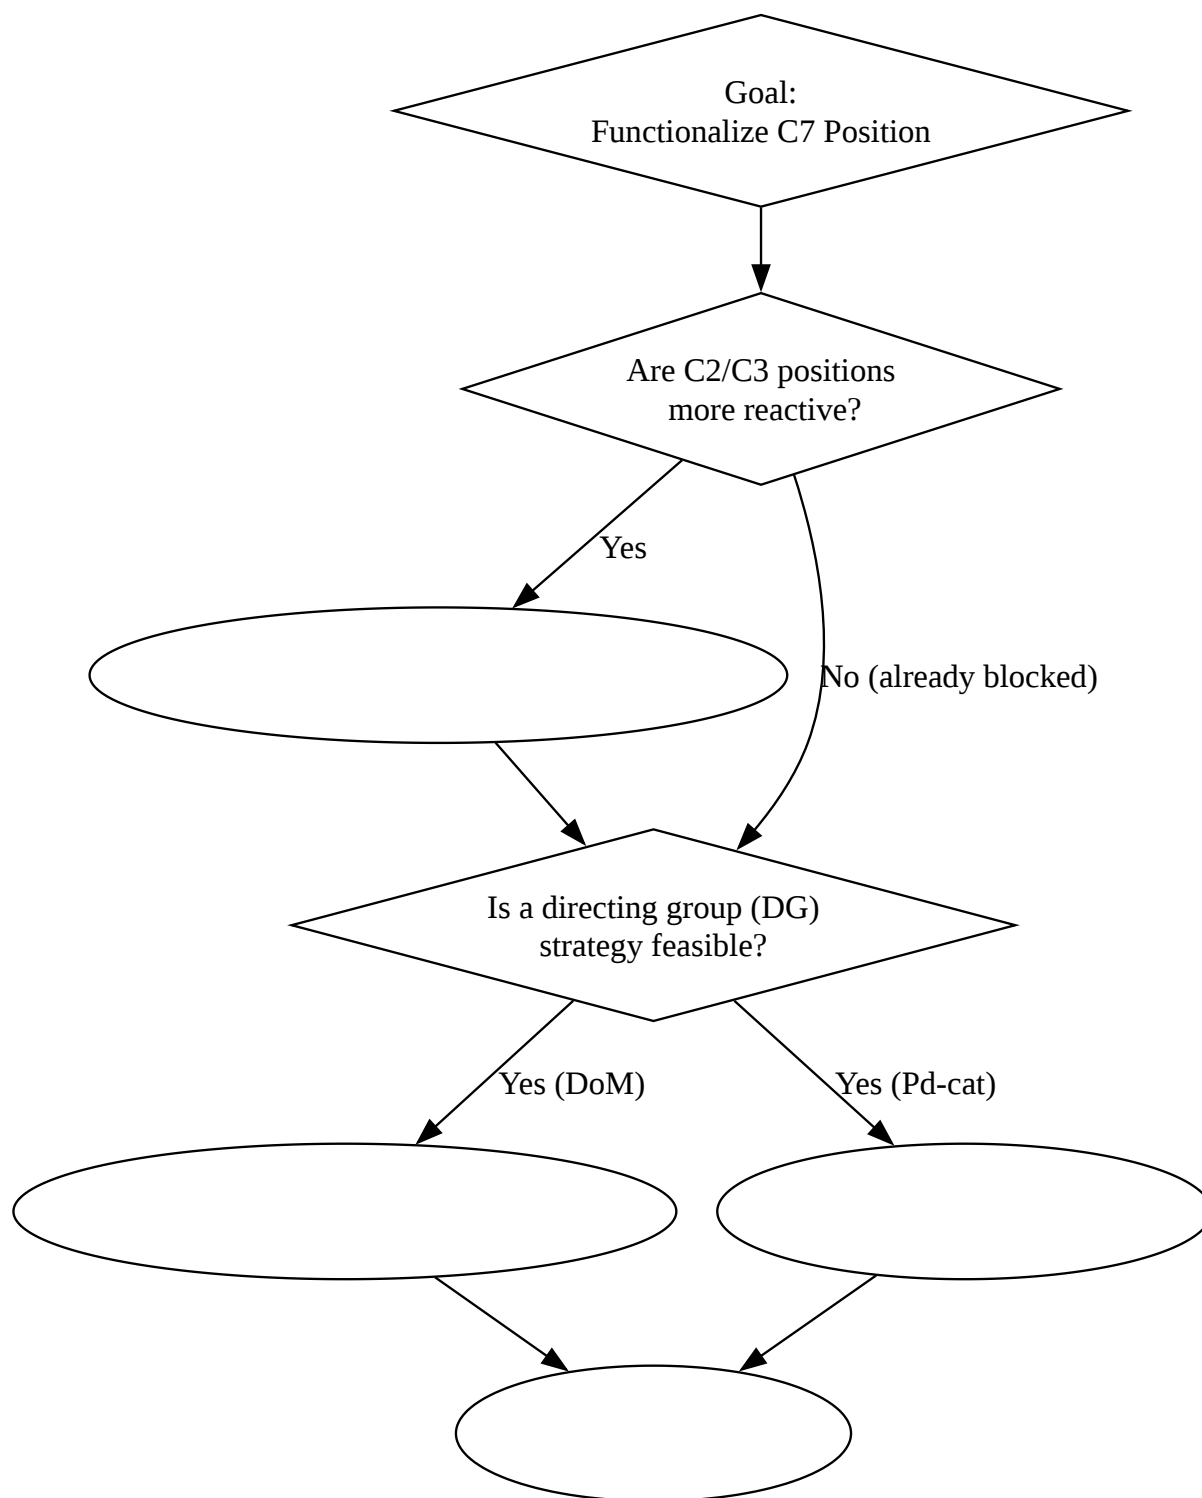 Goal:
Functionalize C7 Position
Are C2/C3 positions
more reactive?
Yes
No (already blocked)
Is a directing group (DG)
strategy feasible?
Yes (DoM)
Yes (Pd-cat)